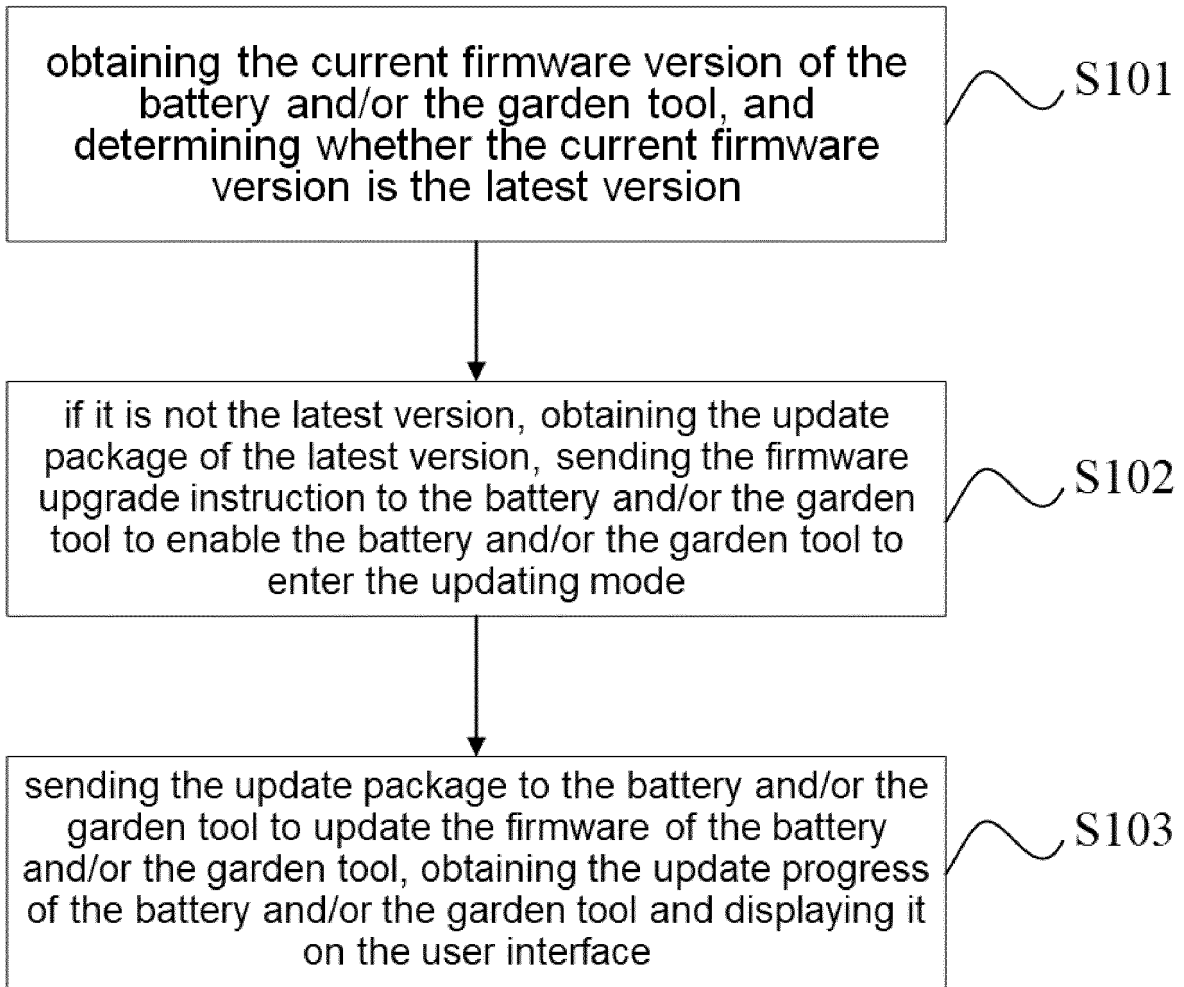 obtaining the current firmware version of the
battery and/or the garden tool, and
determining whether the current firmware
version is the latest version
S101
if it is not the latest version, obtaining the update
package of the latest version, sending the firmware
upgrade instruction to the battery and/or the garden
tool to enable the battery and/or the garden tool to
enter the updating mode
S102
sending the update package to the battery and/or the
garden tool to update the firmware of the battery
and/or the garden tool, obtaining the update progress
of the battery and/or the garden tool and displaying it
on the user interface
S103